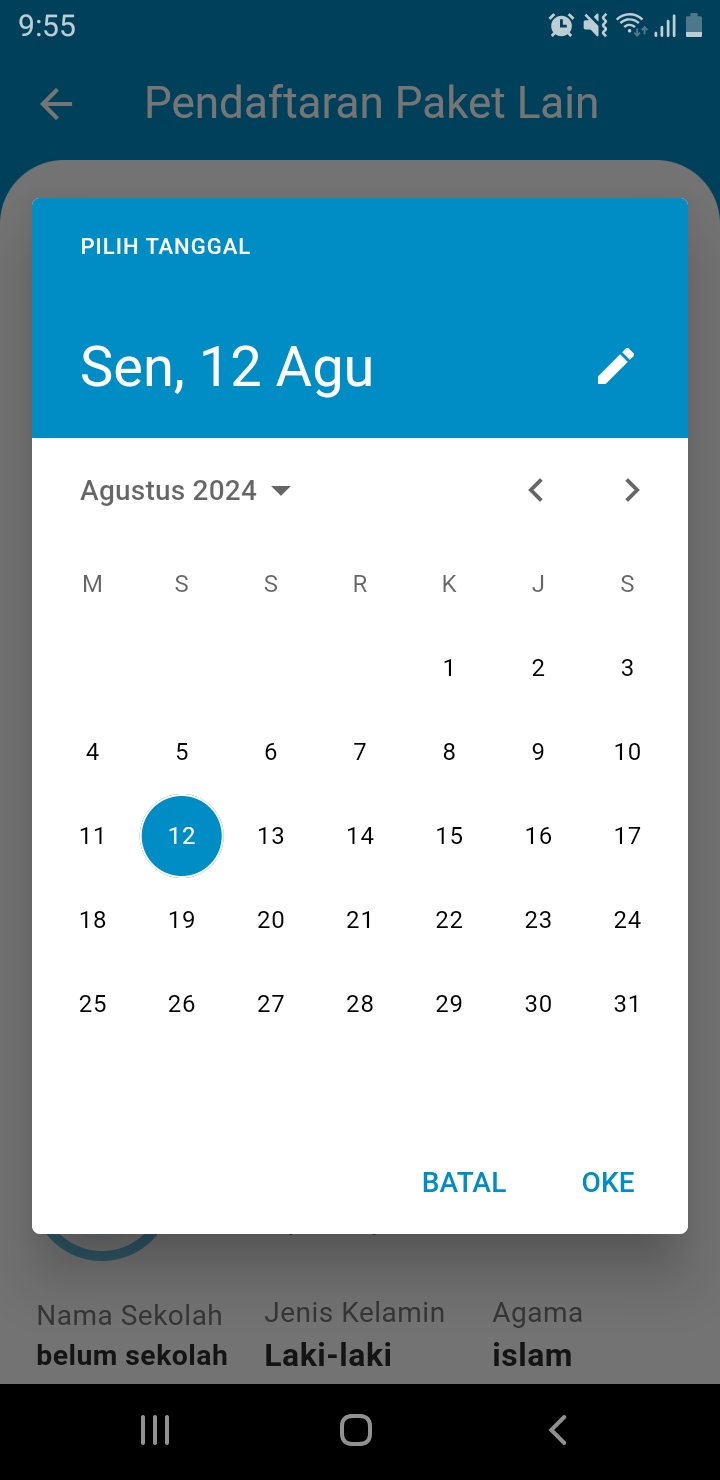 9:55
Pendaftaran Paket Lain
PILIH TANGGAL
Sen, 12 Agu
Agustus 2024
M S S R K J S
1 2 3
4 5 6 7 8 9 10
11 12 13 14 15 16 17
18 19 20 21 22 23 24
25 26 27 28 29 30 31
BATAL OKE
Nama Sekolah Jenis Kelamin Agama
belum sekolah Laki-laki islam